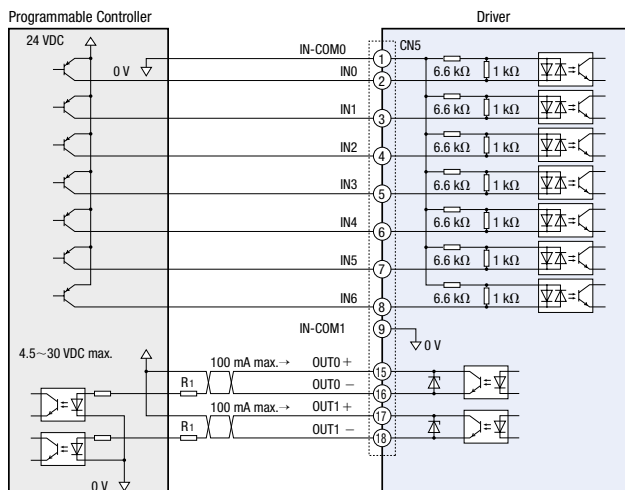 Programmable Controller
Driver
24 VDC
0 V
IN-COM0
CN5
1
6.6 kΩ
1 kΩ
IN0
2
6.6 kΩ
1 kΩ
IN1
3
6.6 kΩ
1 kΩ
IN2
4
6.6 kΩ
1 kΩ
IN3
5
6.6 kΩ
1 kΩ
IN4
6
6.6 kΩ
1 kΩ
IN5
7
6.6 kΩ
1 kΩ
IN6
8
IN-COM1
9
0 V
4.5~30 VDC max.
100 mA max.→
OUT0+
15
R1
OUT0−
16
100 mA max.→
OUT1+
17
R1
OUT1−
18
0 V